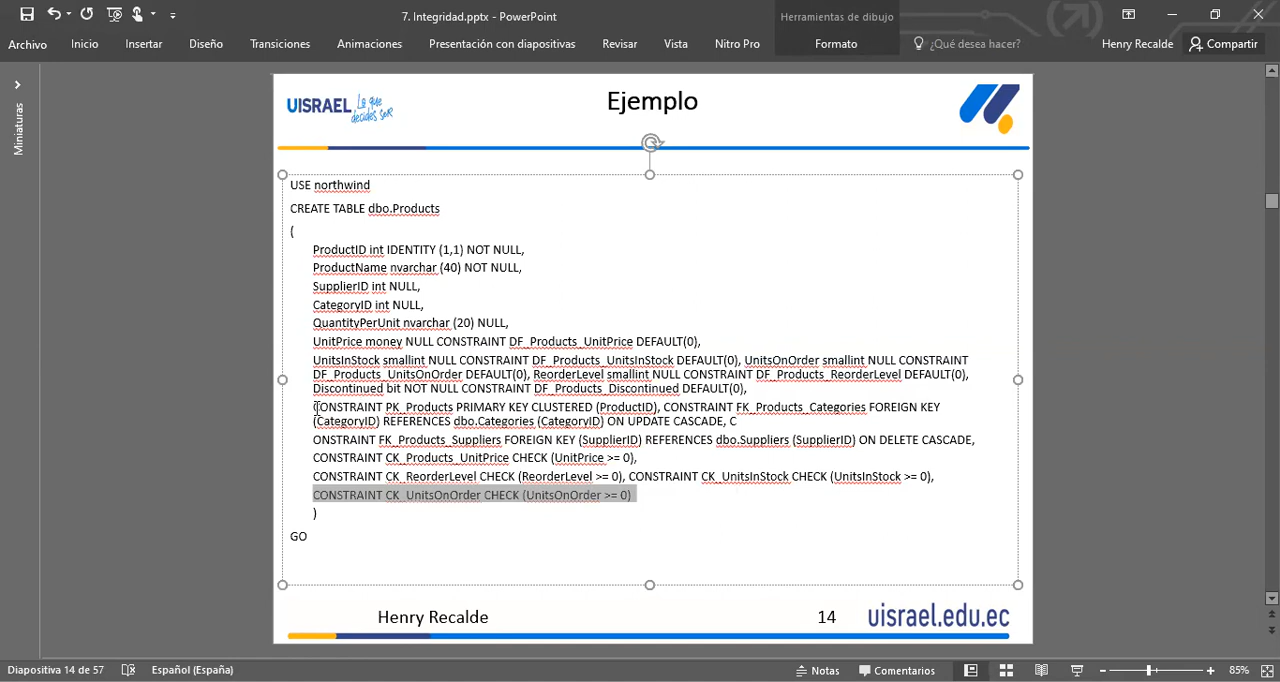 7. Integridad.pptx - PowerPoint
Herramientas de dibujo
Archivo Inicio Insertar Diseño Transiciones Animaciones Presentación con diapositivas Revisar Vista Nitro Pro Formato ¿Qué desea hacer? Henry Recalde Compartir
Miniaturas
UISRAEL La que decides ser
Ejemplo
USE northwind
CREATE TABLE dbo.Products
(
ProductID int IDENTITY (1,1) NOT NULL,
ProductName nvarchar (40) NOT NULL,
SupplierID int NULL,
CategoryID int NULL,
QuantityPerUnit nvarchar (20) NULL,
UnitPrice money NULL CONSTRAINT DF_Products_UnitPrice DEFAULT(0),
UnitsInStock smallint NULL CONSTRAINT DF_Products_UnitsInStock DEFAULT(0), UnitsOnOrder smallint NULL CONSTRAINT
DF_Products_UnitsOnOrder DEFAULT(0), ReorderLevel smallint NULL CONSTRAINT DF_Products_ReorderLevel DEFAULT(0),
Discontinued bit NOT NULL CONSTRAINT DF_Products_Discontinued DEFAULT(0),
CONSTRAINT PK_Products PRIMARY KEY CLUSTERED (ProductID), CONSTRAINT FK_Products_Categories FOREIGN KEY
(CategoryID) REFERENCES dbo.Categories (CategoryID) ON UPDATE CASCADE, C
ONSTRAINT FK_Products_Suppliers FOREIGN KEY (SupplierID) REFERENCES dbo.Suppliers (SupplierID) ON DELETE CASCADE,
CONSTRAINT CK_Products_UnitPrice CHECK (UnitPrice >= 0),
CONSTRAINT CK_ReorderLevel CHECK (ReorderLevel >= 0), CONSTRAINT CK_UnitsInStock CHECK (UnitsInStock >= 0),
CONSTRAINT CK_UnitsOnOrder CHECK (UnitsOnOrder >= 0)
)
GO
Henry Recalde 14 uisrael.edu.ec
Diapositiva 14 de 57 Español (España) Notas Comentarios 85%